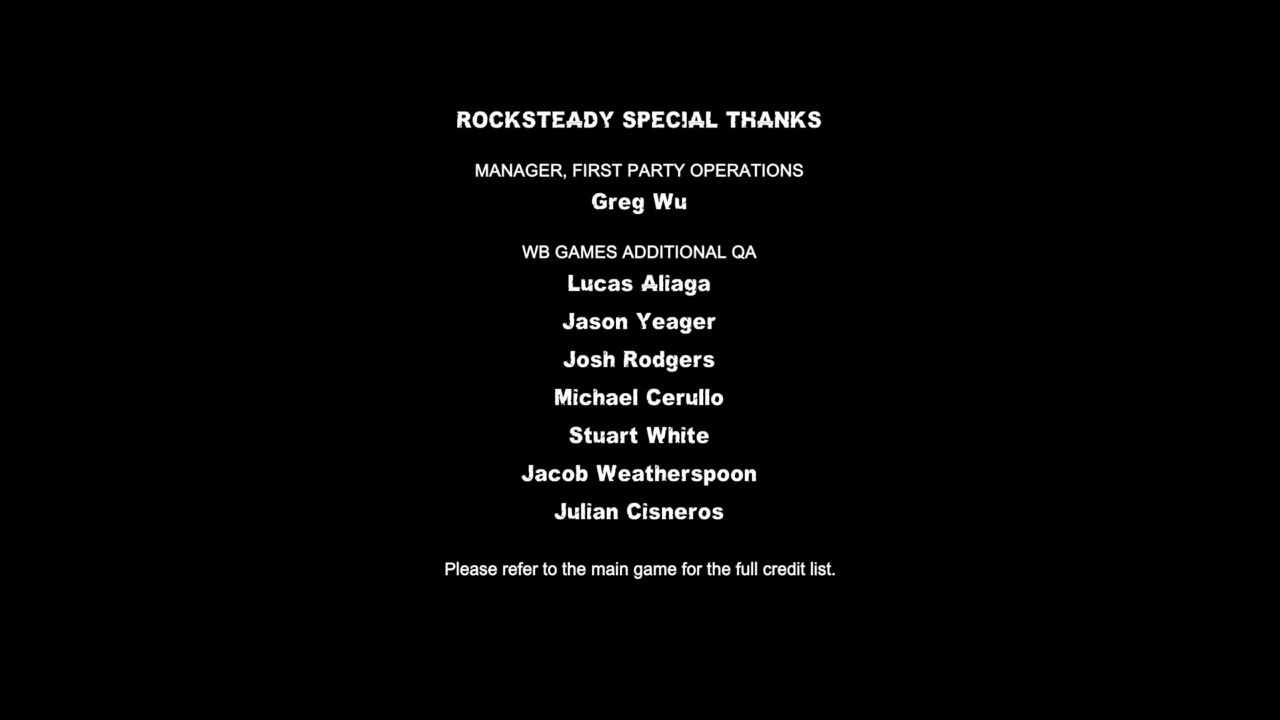 ROCKSTEADY SPECIAL THANKS
MANAGER, FIRST PARTY OPERATIONS
Greg Wu
WB GAMES ADDITIONAL QA
Lucas Aliaga
Jason Yeager
Josh Rodgers
Michael Cerullo
Stuart White
Jacob Weatherspoon
Julian Cisneros
Please refer to the main game for the full credit list.